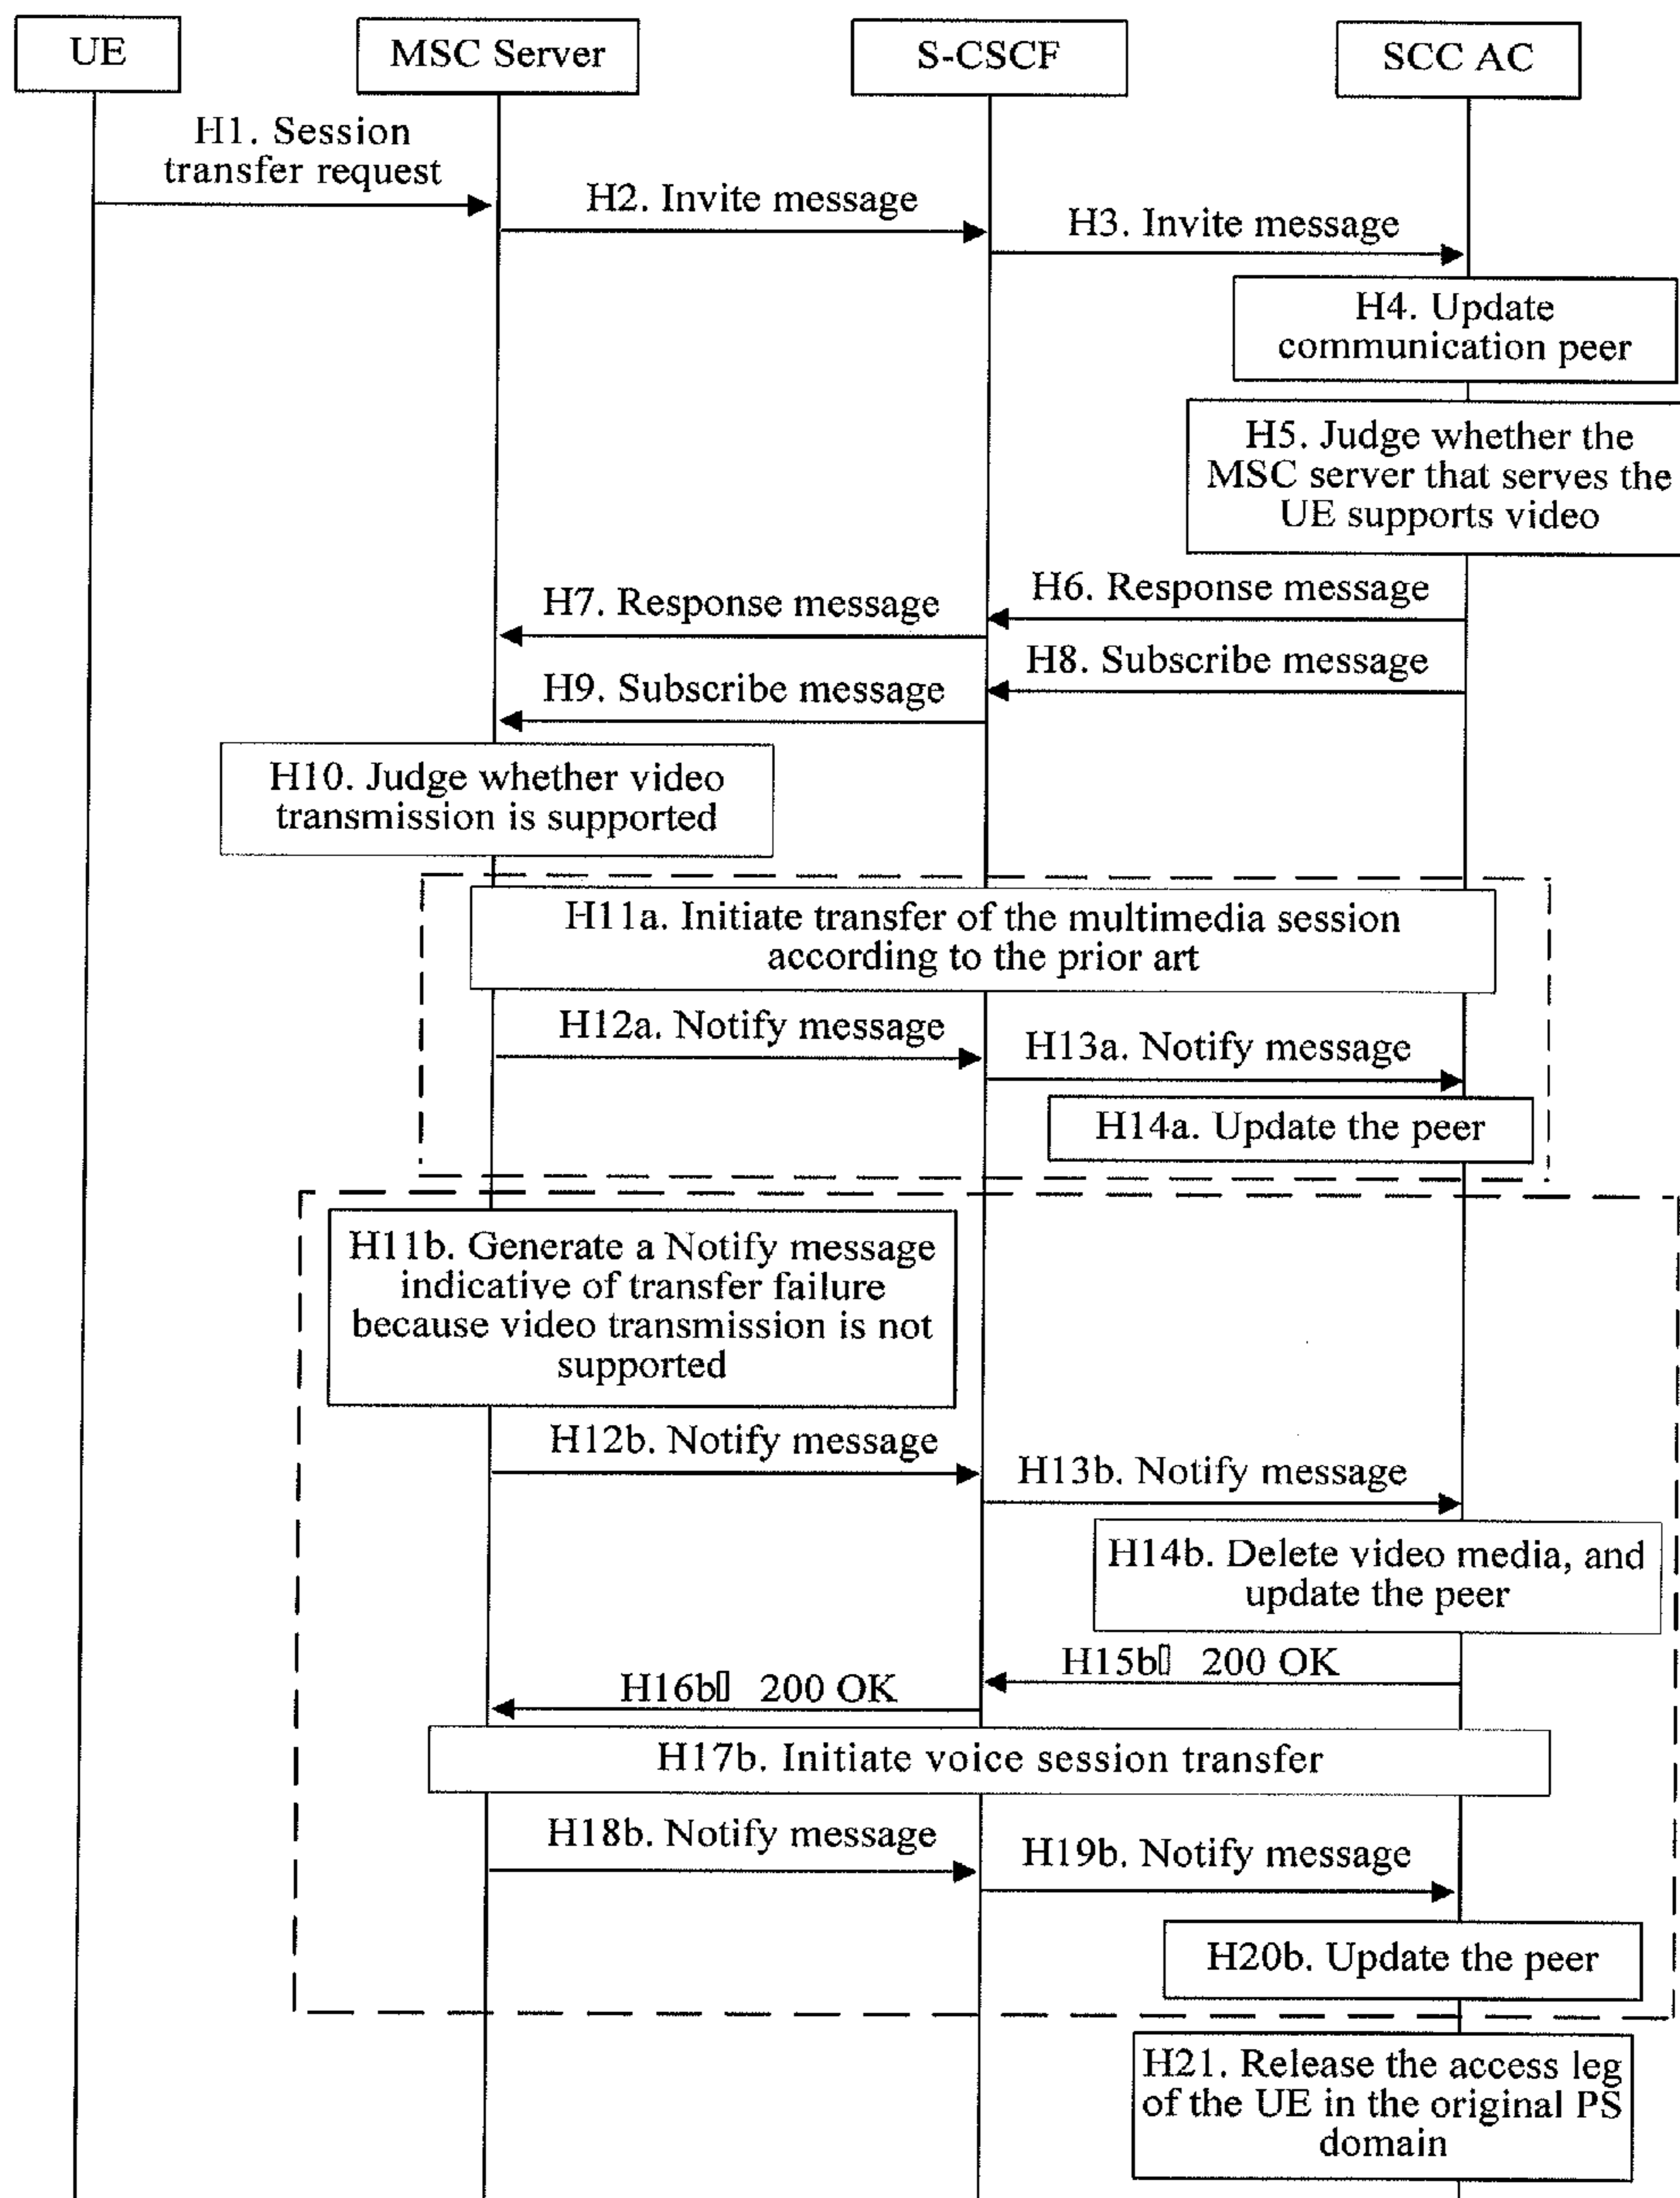 UE
MSC Server
S-CSCF
SCC AC
H1. Session
transfer request
H2. Invite message
H3. Invite message
H4. Update
communication peer
H5. Judge whether the
MSC server that serves the
UE supports video
H6. Response message
H7. Response message
H8. Subscribe message
H9. Subscribe message
H10. Judge whether video
transmission is supported
H11a. Initiate transfer of the multimedia session
according to the prior art
H12a. Notify message
H13a. Notify message
H14a. Update the peer
H11b. Generate a Notify message
indicative of transfer failure
because video transmission is not
supported
H12b. Notify message
H13b. Notify message
H14b. Delete video media, and
update the peer
H15b▯ 200 OK
H16b▯ 200 OK
H17b. Initiate voice session transfer
H18b. Notify message
H19b. Notify message
H20b. Update the peer
H21. Release the access leg
of the UE in the original PS
domain